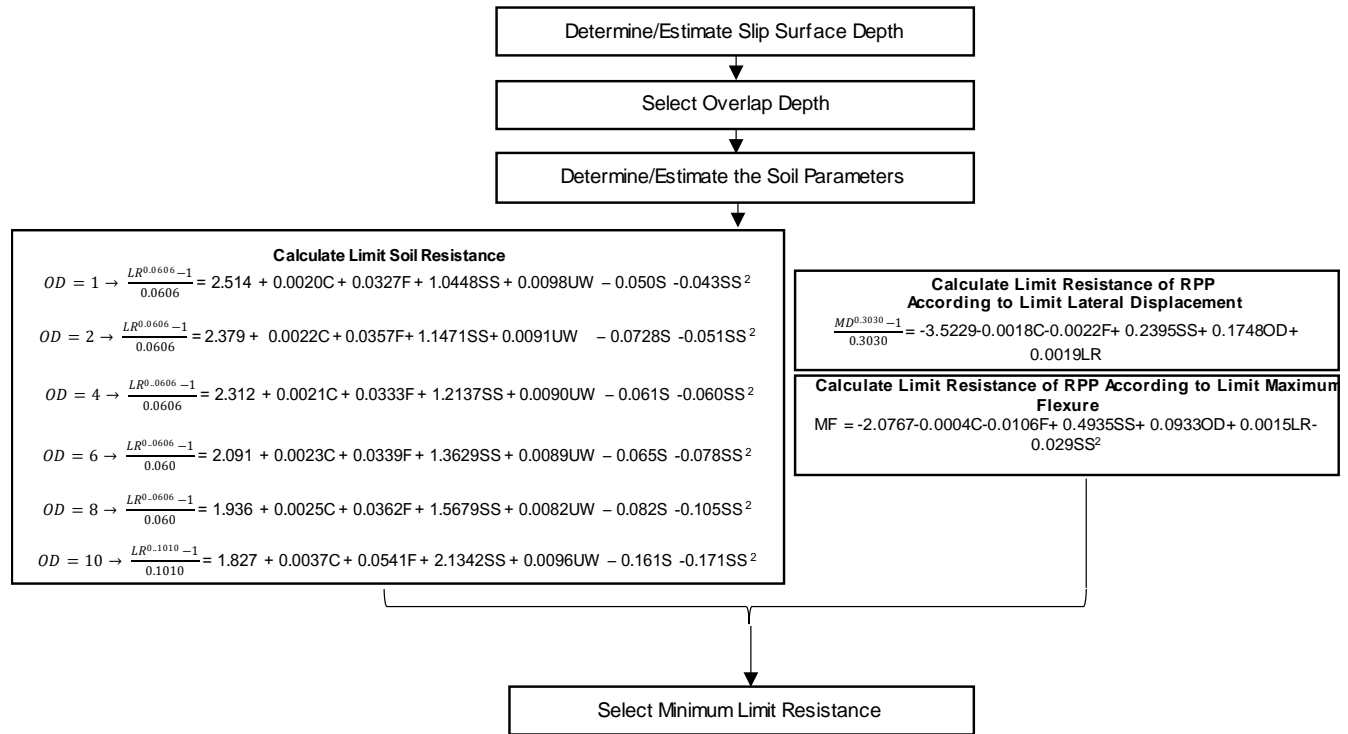 Determine/Estimate Slip Surface Depth
Select Overlap Depth
Determine/Estimate the Soil Parameters
Calculate Limit Soil Resistance
OD = 1 → (LR^0.0606 −1)/0.0606 = 2.514 + 0.0020C + 0.0327F + 1.0448SS + 0.0098UW – 0.050S -0.043SS²
OD = 2 → (LR^0.0606 −1)/0.0606 = 2.379 + 0.0022C + 0.0357F+ 1.1471SS+ 0.0091UW – 0.0728S -0.051SS²
OD = 4 → (LR^0..0606 −1)/0.0606 = 2.312 + 0.0021C + 0.0333F + 1.2137SS + 0.0090UW – 0.061S -0.060SS²
OD = 6 → (LR^0..0606 −1)/0.060 = 2.091 + 0.0023C + 0.0339F + 1.3629SS + 0.0089UW – 0.065S -0.078SS²
OD = 8 → (LR^0..0606 −1)/0.060 = 1.936 + 0.0025C + 0.0362F + 1.5679SS + 0.0082UW – 0.082S -0.105SS²
OD = 10 → (LR^0..1010 −1)/0.1010 = 1.827 + 0.0037C + 0.0541F + 2.1342SS + 0.0096UW – 0.161S -0.171SS²
Calculate Limit Resistance of RPP
According to Limit Lateral Displacement
(MD^0.3030 −1)/0.3030 = -3.5229-0.0018C-0.0022F+ 0.2395SS+ 0.1748OD+
0.0019LR
Calculate Limit Resistance of RPP According to Limit Maximum
Flexure
MF = -2.0767-0.0004C-0.0106F+ 0.4935SS+ 0.0933OD+ 0.0015LR-
0.029SS²
Select Minimum Limit Resistance